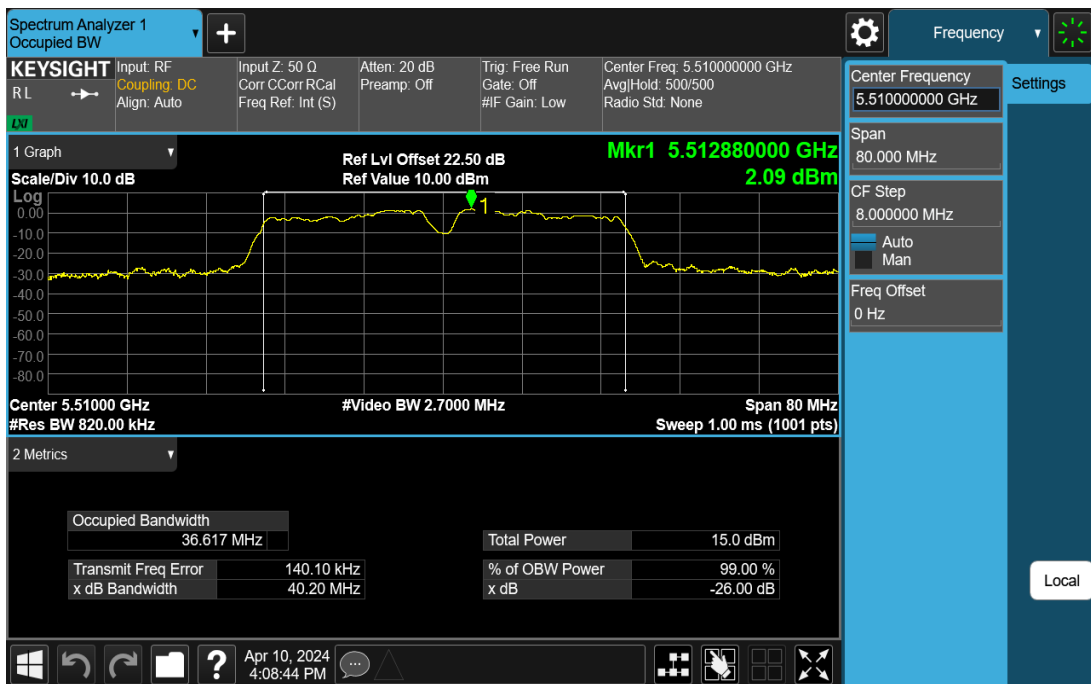 Spectrum Analyzer 1
Occupied BW
+
Frequency
KEYSIGHT
R L
LXI
Input: RF
Coupling: DC
Align: Auto
Input Z: 50 Ω
Corr CCorr RCal
Freq Ref: Int (S)
Atten: 20 dB
Preamp: Off
Trig: Free Run
Gate: Off
#IF Gain: Low
Center Freq: 5.510000000 GHz
Avg|Hold: 500/500
Radio Std: None
Center Frequency
5.510000000 GHz
Settings
Span
80.000 MHz
CF Step
8.000000 MHz
Auto
Man
Freq Offset
0 Hz
1 Graph
Scale/Div 10.0 dB
Ref Lvl Offset 22.50 dB
Ref Value 10.00 dBm
Mkr1 5.512880000 GHz
2.09 dBm
Log
0.00
-10.0
-20.0
-30.0
-40.0
-50.0
-60.0
-70.0
-80.0
1
Center 5.51000 GHz
#Video BW 2.7000 MHz
Span 80 MHz
#Res BW 820.00 kHz
Sweep 1.00 ms (1001 pts)
2 Metrics
Occupied Bandwidth
36.617 MHz
Total Power 15.0 dBm
Transmit Freq Error 140.10 kHz
% of OBW Power 99.00 %
x dB Bandwidth 40.20 MHz
x dB -26.00 dB
Local
?
Apr 10, 2024
4:08:44 PM